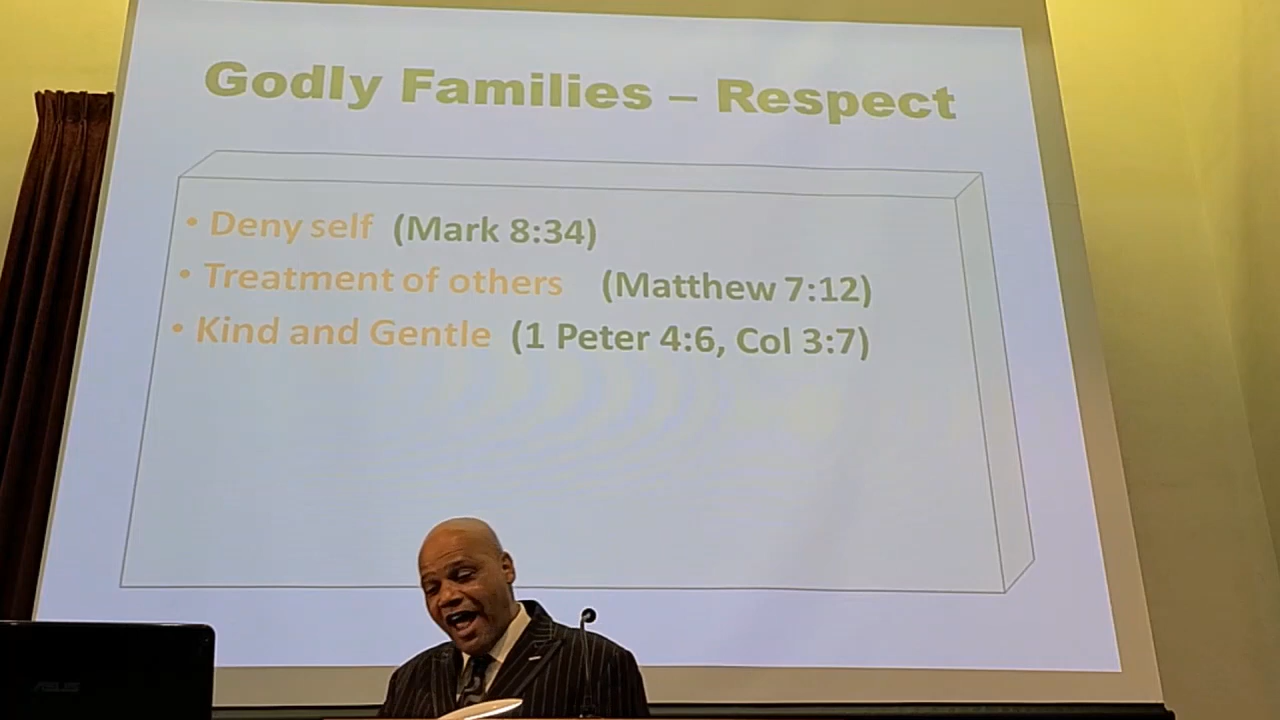 Godly Families – Respect
• Deny self (Mark 8:34)
• Treatment of others (Matthew 7:12)
• Kind and Gentle (1 Peter 4:6, Col 3:7)
ASUS